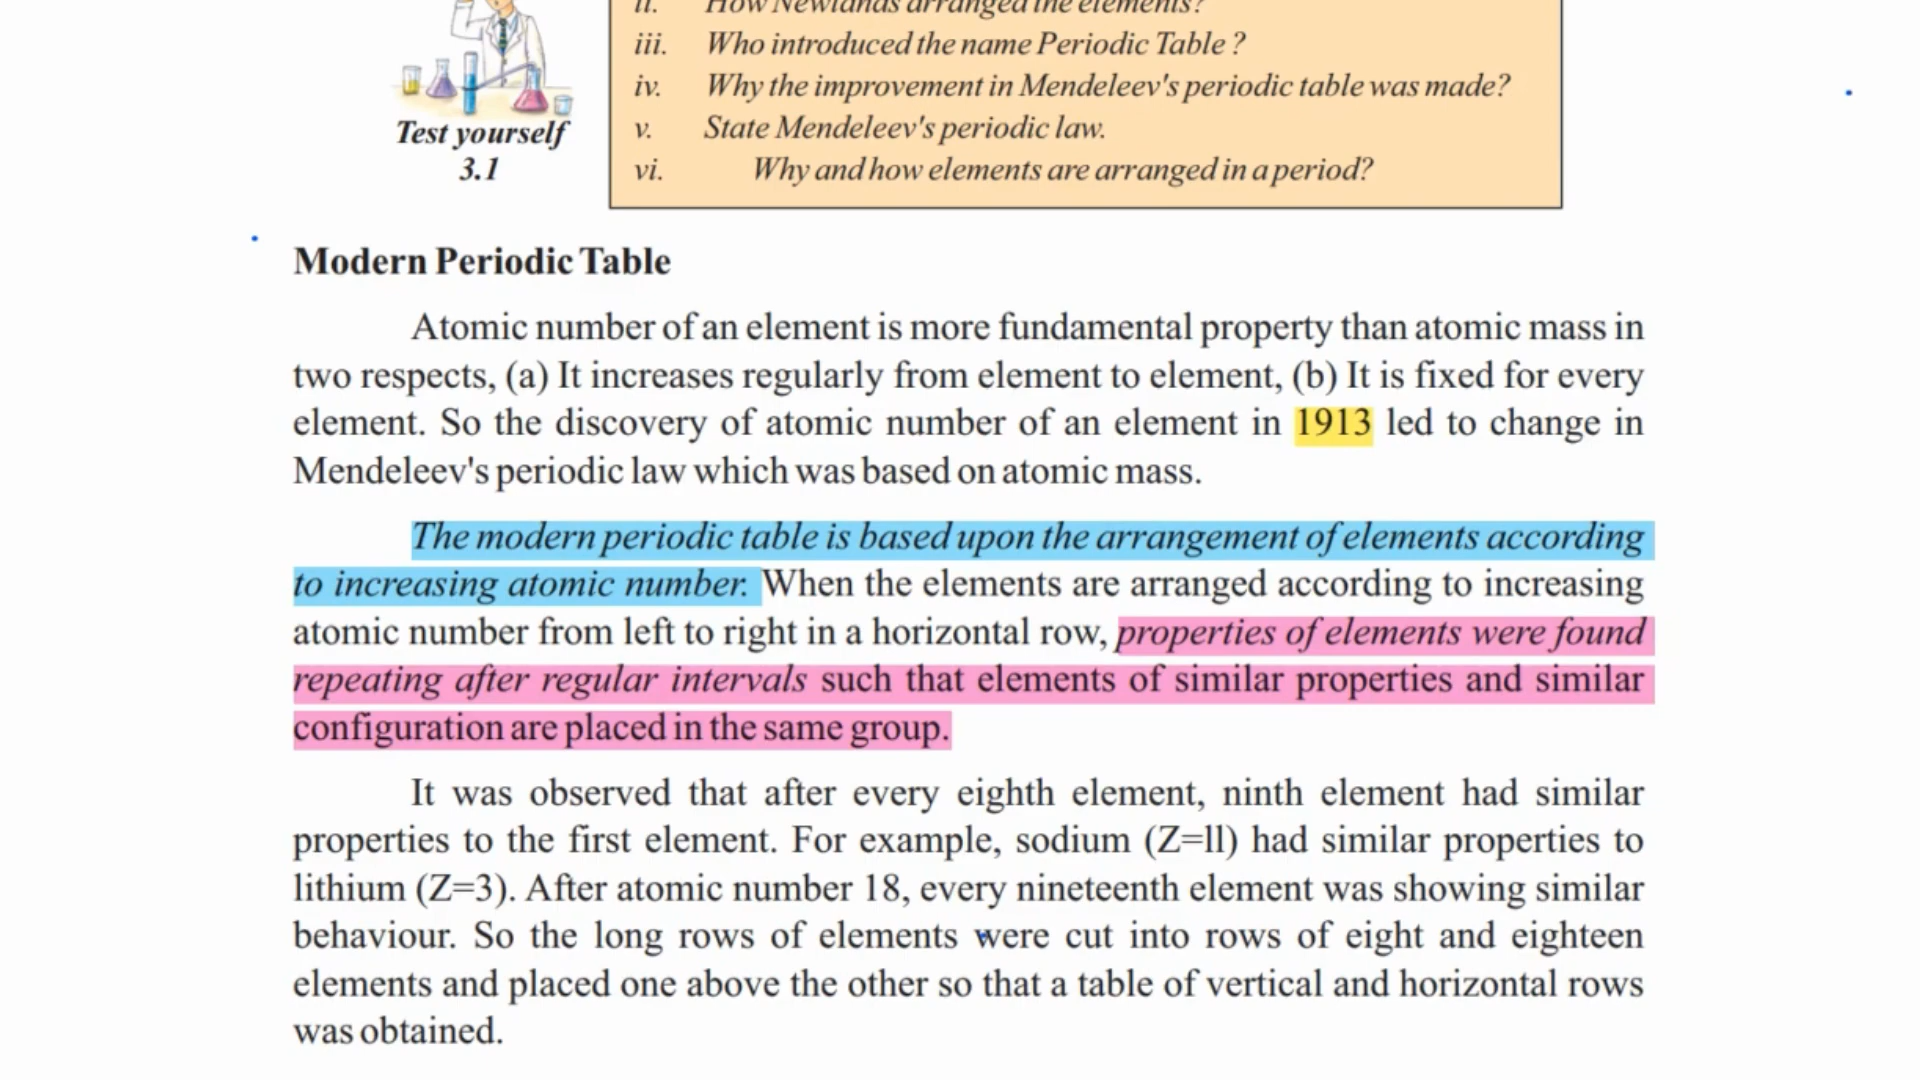 ii. How Newlands arranged the elements?
iii. Who introduced the name Periodic Table ?
iv. Why the improvement in Mendeleev's periodic table was made?
v. State Mendeleev's periodic law.
vi. Why and how elements are arranged in a period?
Test yourself
3.1
Modern Periodic Table
Atomic number of an element is more fundamental property than atomic mass in
two respects, (a) It increases regularly from element to element, (b) It is fixed for every
element. So the discovery of atomic number of an element in 1913 led to change in
Mendeleev's periodic law which was based on atomic mass.
The modern periodic table is based upon the arrangement of elements according
to increasing atomic number. When the elements are arranged according to increasing
atomic number from left to right in a horizontal row, properties of elements were found
repeating after regular intervals such that elements of similar properties and similar
configuration are placed in the same group.
It was observed that after every eighth element, ninth element had similar
properties to the first element. For example, sodium (Z=ll) had similar properties to
lithium (Z=3). After atomic number 18, every nineteenth element was showing similar
behaviour. So the long rows of elements were cut into rows of eight and eighteen
elements and placed one above the other so that a table of vertical and horizontal rows
was obtained.